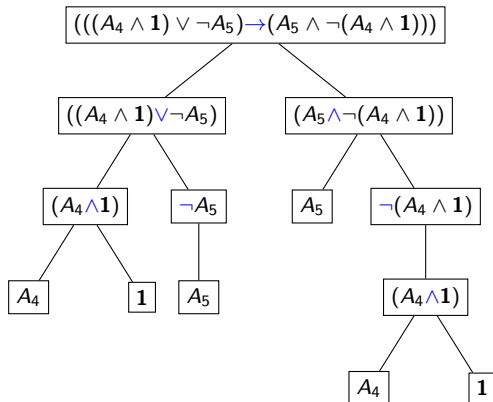 (((A₄ ∧ 1) ∨ ¬A₅)→(A₅ ∧ ¬(A₄ ∧ 1)))
((A₄ ∧ 1)∨¬A₅) (A₅∧¬(A₄ ∧ 1))
(A₄∧1) ¬A₅ A₅ ¬(A₄ ∧ 1)
A₄ 1 A₅ (A₄∧1)
A₄ 1